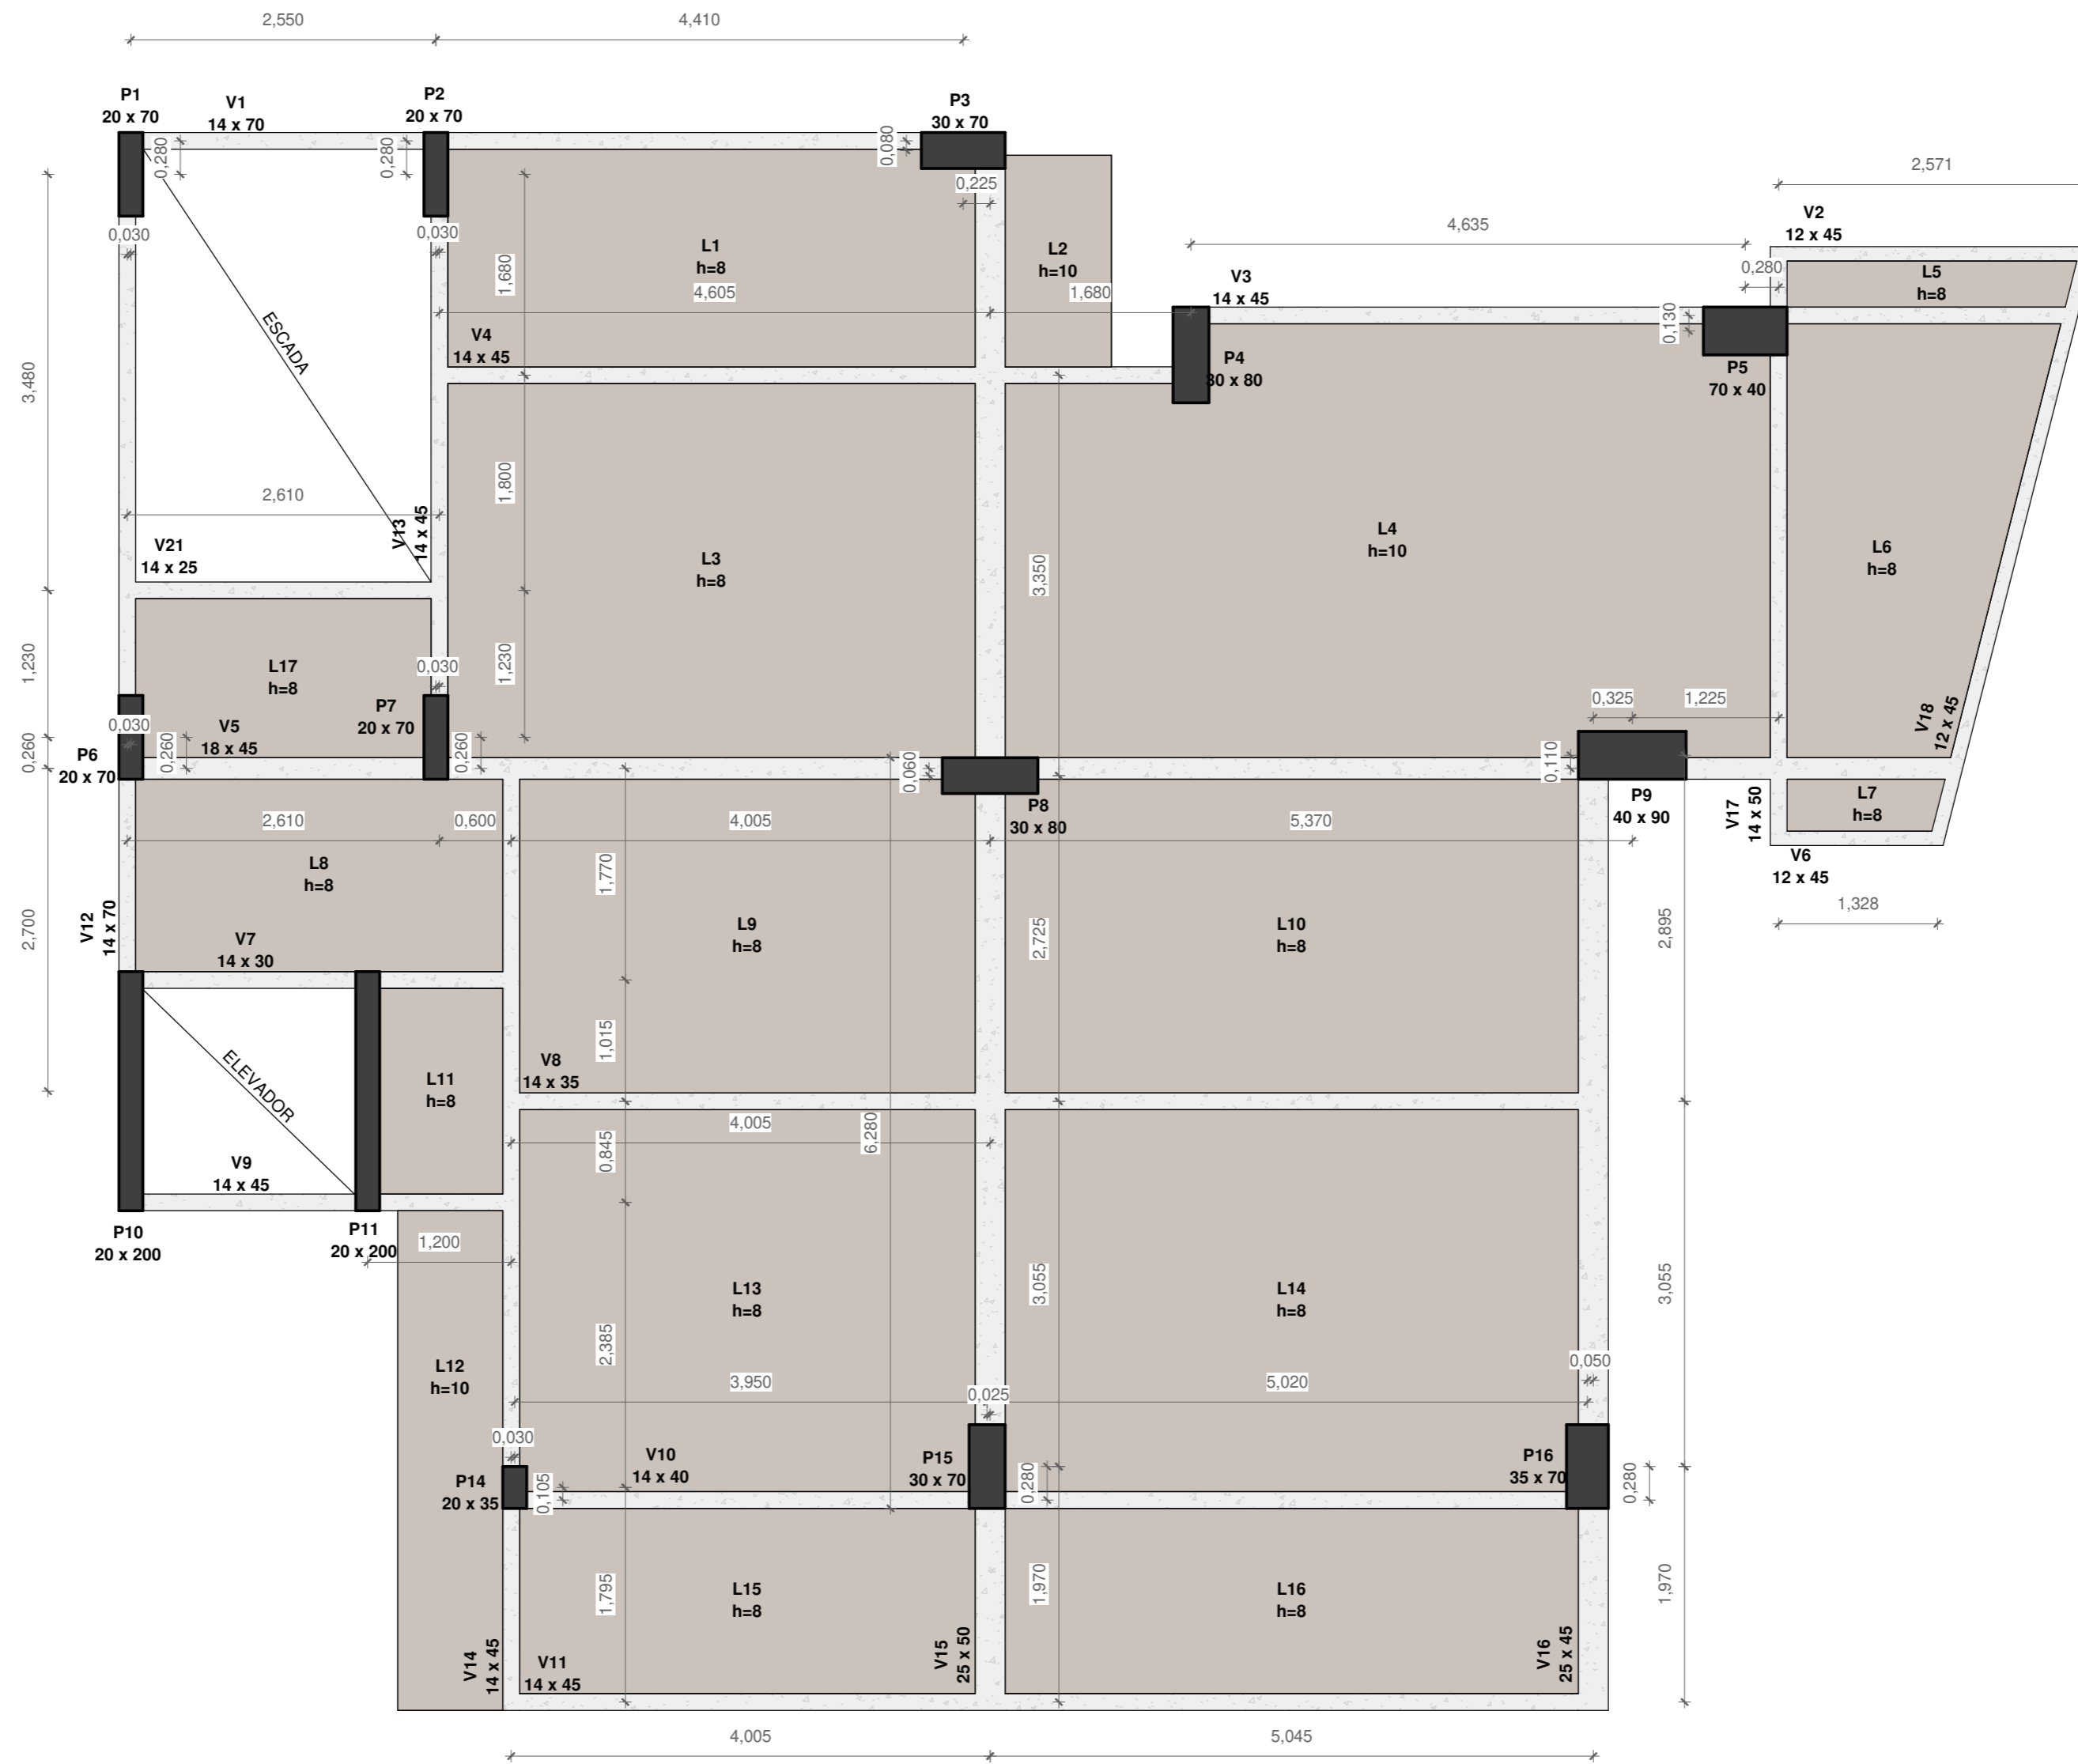 2,550
4,410
P1
20 x 70
V1
14 x 70
P2
20 x 70
P3
30 x 70
0,280
0,280
0,080
0,225
2,571
V2
12 x 45
4,635
0,030
0,030
L1
h=8
4,605
1,680
L2
h=10
1,680
V3
14 x 45
0,280
L5
h=8
0,130
V4
14 x 45
P4
30 x 80
P5
70 x 40
ESCADA
3,480
1,800
2,610
V13
14 x 45
V21
14 x 25
L3
h=8
3,350
L4
h=10
L6
h=8
1,230
L17
h=8
0,030
1,230
P7
20 x 70
0,030
V5
18 x 45
0,325
1,225
V18
12 x 45
0,260
P6
20 x 70
0,260
0,260
0,060
0,110
P8
30 x 80
P9
40 x 90
V17
14 x 50
L7
h=8
2,610
0,600
4,005
5,370
V6
12 x 45
L8
h=8
1,770
1,328
2,700
V12
14 x 70
V7
14 x 30
L9
h=8
2,725
L10
h=8
2,895
1,015
ELEVADOR
L11
h=8
V8
14 x 35
4,005
6,280
0,845
V9
14 x 45
P10
20 x 200
P11
20 x 200
1,200
L13
h=8
3,055
L14
h=8
3,055
2,385
L12
h=10
3,950
0,025
5,020
0,050
0,030
V10
14 x 40
P14
20 x 35
0,105
P15
30 x 70
0,280
P16
35 x 70
0,280
1,795
L15
h=8
1,970
L16
h=8
1,970
V14
14 x 45
V11
14 x 45
V15
25 x 50
V16
25 x 45
4,005
5,045